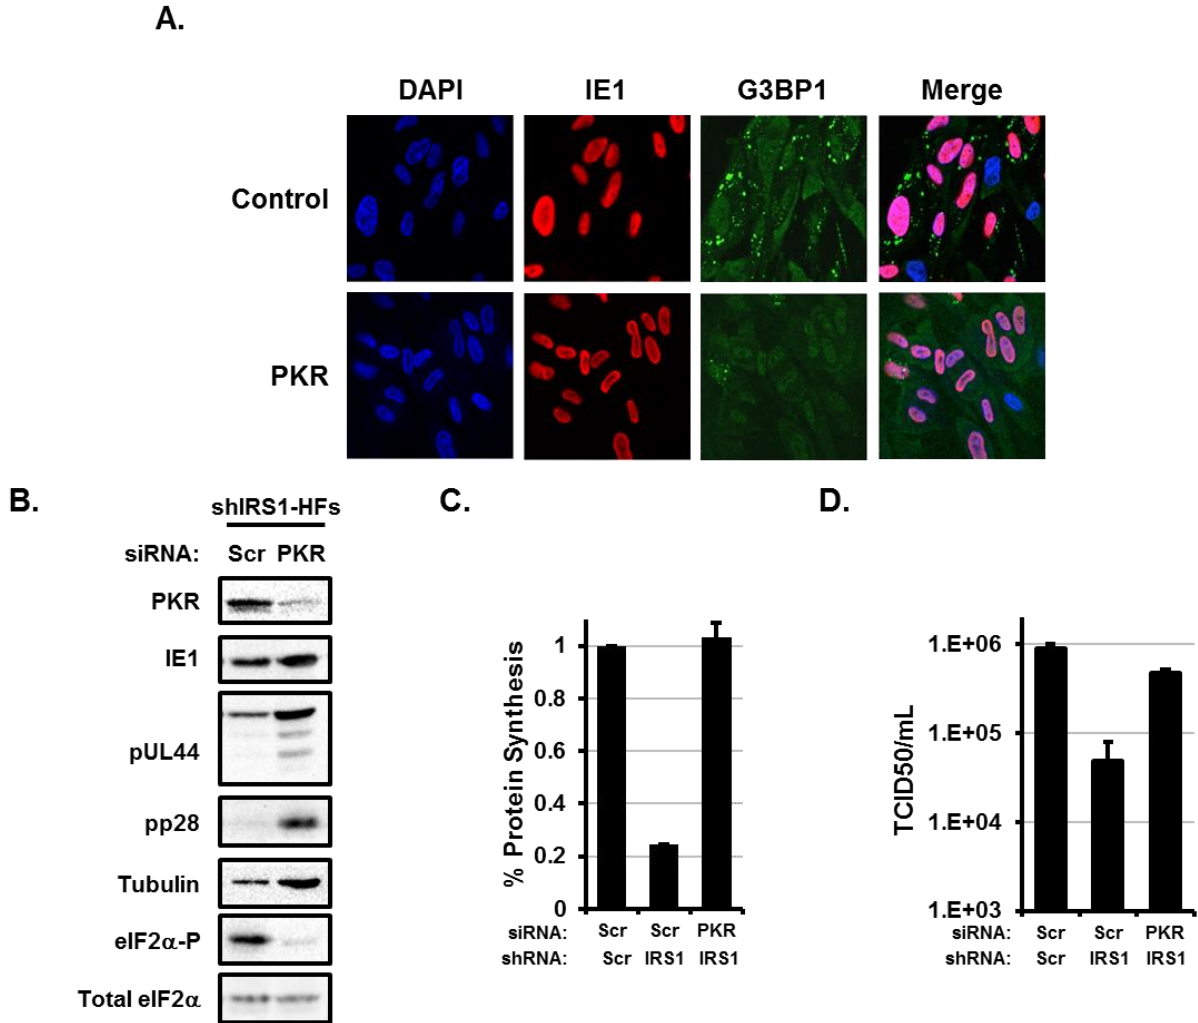 A.
DAPI IE1 G3BP1 Merge
Control
PKR
B.
shIRS1-HFs
siRNA: Scr PKR
PKR
IE1
pUL44
pp28
Tubulin
eIF2α-P
Total eIF2α
C.
% Protein Synthesis
1
0.8
0.6
0.4
0.2
0
siRNA: Scr Scr PKR
shRNA: Scr IRS1 IRS1
D.
TCID50/mL
1.E+06
1.E+05
1.E+04
1.E+03
siRNA: Scr Scr PKR
shRNA: Scr IRS1 IRS1